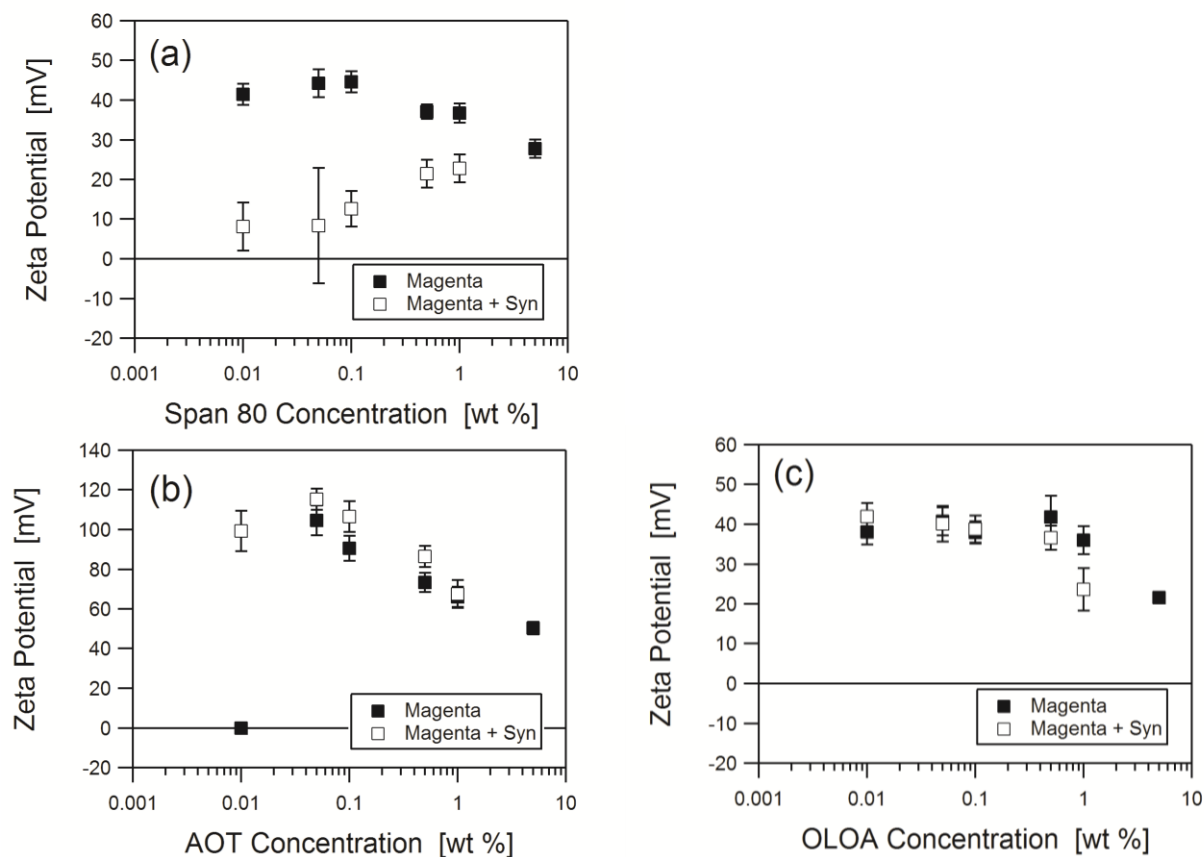 (a)
Zeta Potential [mV]
60
50
40
30
20
10
0
-10
-20
Magenta
Magenta + Syn
0.001 0.01 0.1 1 10
Span 80 Concentration [wt %]
(b)
Zeta Potential [mV]
140
120
100
80
60
40
20
0
-20
Magenta
Magenta + Syn
0.001 0.01 0.1 1 10
AOT Concentration [wt %]
(c)
Zeta Potential [mV]
60
50
40
30
20
10
0
-10
-20
Magenta
Magenta + Syn
0.001 0.01 0.1 1 10
OLOA Concentration [wt %]